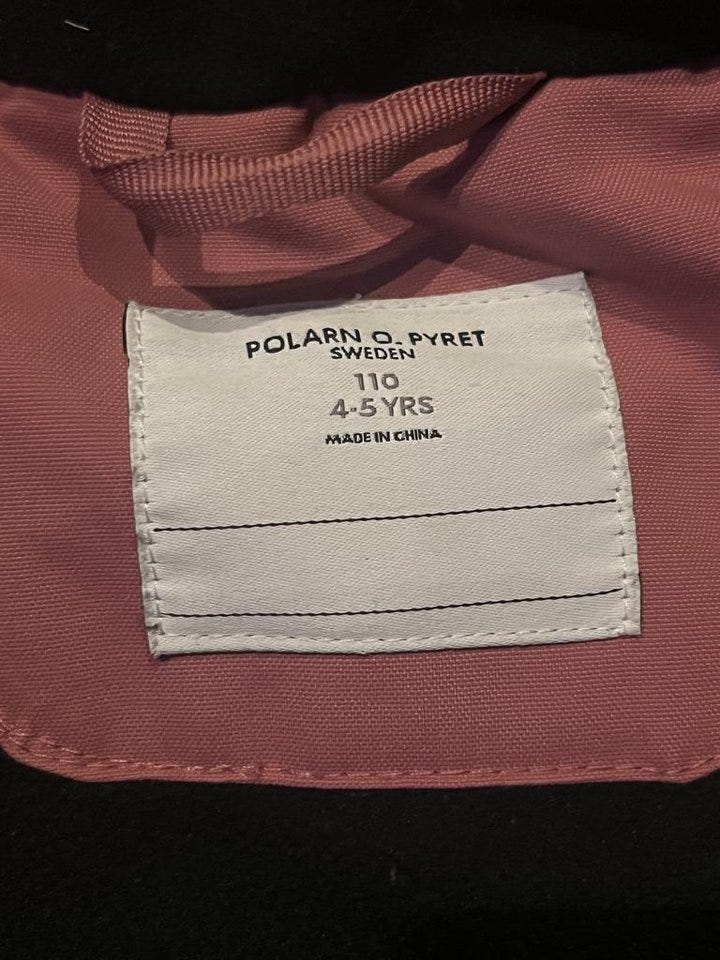 POLARN O. PYRET
SWEDEN
110
4-5 YRS
MADE IN CHINA